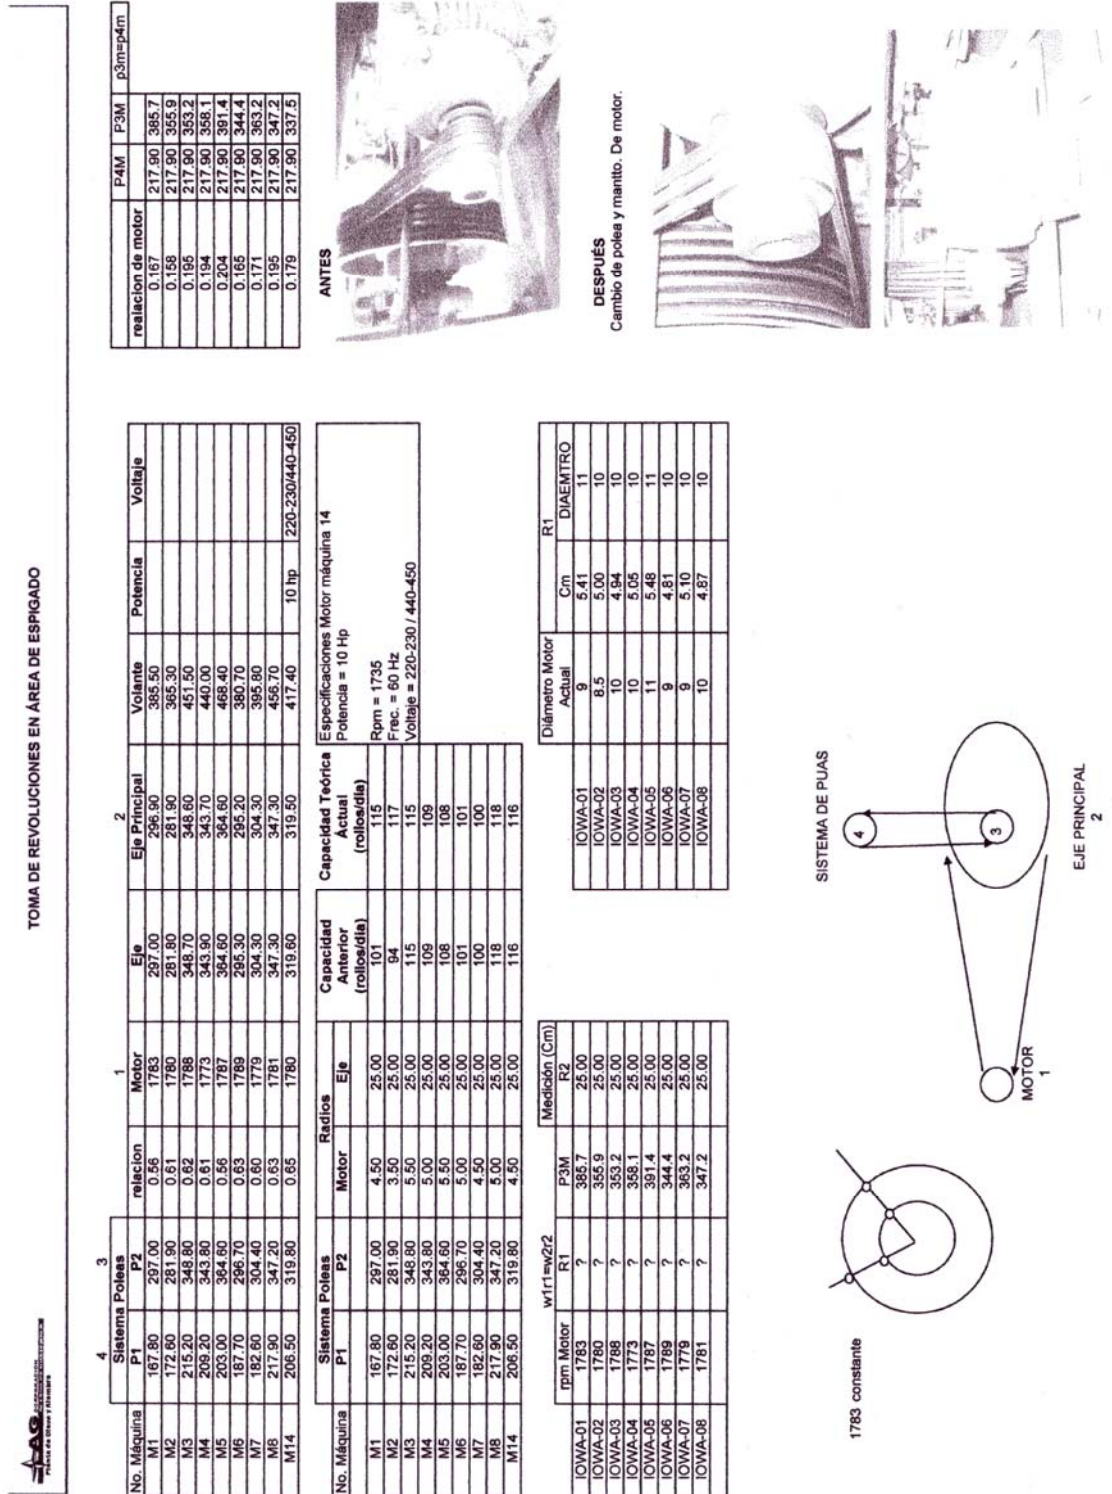 AG CORPORACIÓN
Planta de Clavo y Alambre
TOMA DE REVOLUCIONES EN ÁREA DE ESPIGADO
4 3 1 2
Sistema Poleas
No. Máquina P1 P2 relacion Motor Eje Eje Principal Volante Potencia Voltaje
M1 167.80 297.00 0.56 1783 297.00 296.90 385.50
M2 172.60 281.90 0.61 1780 281.80 281.90 365.30
M3 215.20 348.80 0.62 1788 348.70 348.60 451.50
M4 209.20 343.80 0.61 1773 343.90 343.70 440.00
M5 203.00 364.60 0.56 1787 364.60 364.60 468.40
M6 187.70 296.70 0.63 1789 295.30 295.20 380.70
M7 182.60 304.40 0.60 1779 304.30 304.30 395.80
M8 217.90 347.20 0.63 1781 347.30 347.30 456.70
M14 206.50 319.80 0.65 1780 319.60 319.50 417.40 10 hp 220-230/440-450
realacion de motor P4M P3M p3m=p4m
0.167 217.90 385.7
0.158 217.90 355.9
0.195 217.90 353.2
0.194 217.90 358.1
0.204 217.90 391.4
0.165 217.90 344.4
0.171 217.90 363.2
0.195 217.90 347.2
0.179 217.90 337.5
Sistema Poleas Radios Capacidad Anterior (rollos/dia) Capacidad Teórica Actual (rollos/día)
No. Máquina P1 P2 Motor Eje
M1 167.80 297.00 4.50 25.00 101 115
M2 172.60 281.90 3.50 25.00 94 117
M3 215.20 348.80 5.50 25.00 115 115
M4 209.20 343.80 5.00 25.00 109 109
M5 203.00 364.60 5.50 25.00 108 108
M6 187.70 296.70 5.00 25.00 101 101
M7 182.60 304.40 4.50 25.00 100 100
M8 217.90 347.20 5.00 25.00 118 118
M14 206.50 319.80 4.50 25.00 116 116
Especificaciones Motor máquina 14
Potencia = 10 Hp
Rpm = 1735
Frec. = 60 Hz
Voltaje = 220-230 / 440-450
ANTES
w1r1=w2r2 Medición (Cm)
rpm Motor R1 P3M R2
IOWA-01 1783 ? 385.7 25.00
IOWA-02 1780 ? 355.9 25.00
IOWA-03 1788 ? 353.2 25.00
IOWA-04 1773 ? 358.1 25.00
IOWA-05 1787 ? 391.4 25.00
IOWA-06 1789 ? 344.4 25.00
IOWA-07 1779 ? 363.2 25.00
IOWA-08 1781 ? 347.2 25.00
Diámetro Motor R1
Actual Cm DIAEMTRO
IOWA-01 9 5.41 11
IOWA-02 8.5 5.00 10
IOWA-03 10 4.94 10
IOWA-04 10 5.05 10
IOWA-05 11 5.48 11
IOWA-06 9 4.81 10
IOWA-07 9 5.10 10
IOWA-08 10 4.87 10
DESPUÉS
Cambio de polea y mantto. De motor.
1783 constante
MOTOR
1
SISTEMA DE PUAS
4
3
EJE PRINCIPAL
2